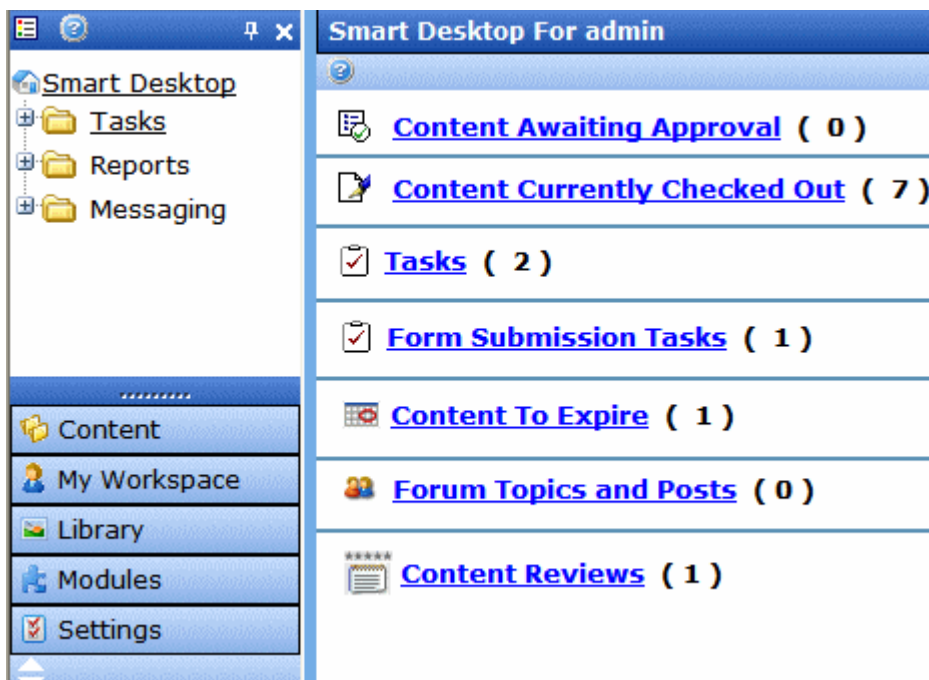 Smart Desktop
Tasks
Reports
Messaging
Content
My Workspace
Library
Modules
Settings
Smart Desktop For admin
Content Awaiting Approval ( 0 )
Content Currently Checked Out ( 7 )
Tasks ( 2 )
Form Submission Tasks ( 1 )
Content To Expire ( 1 )
Forum Topics and Posts ( 0 )
Content Reviews ( 1 )